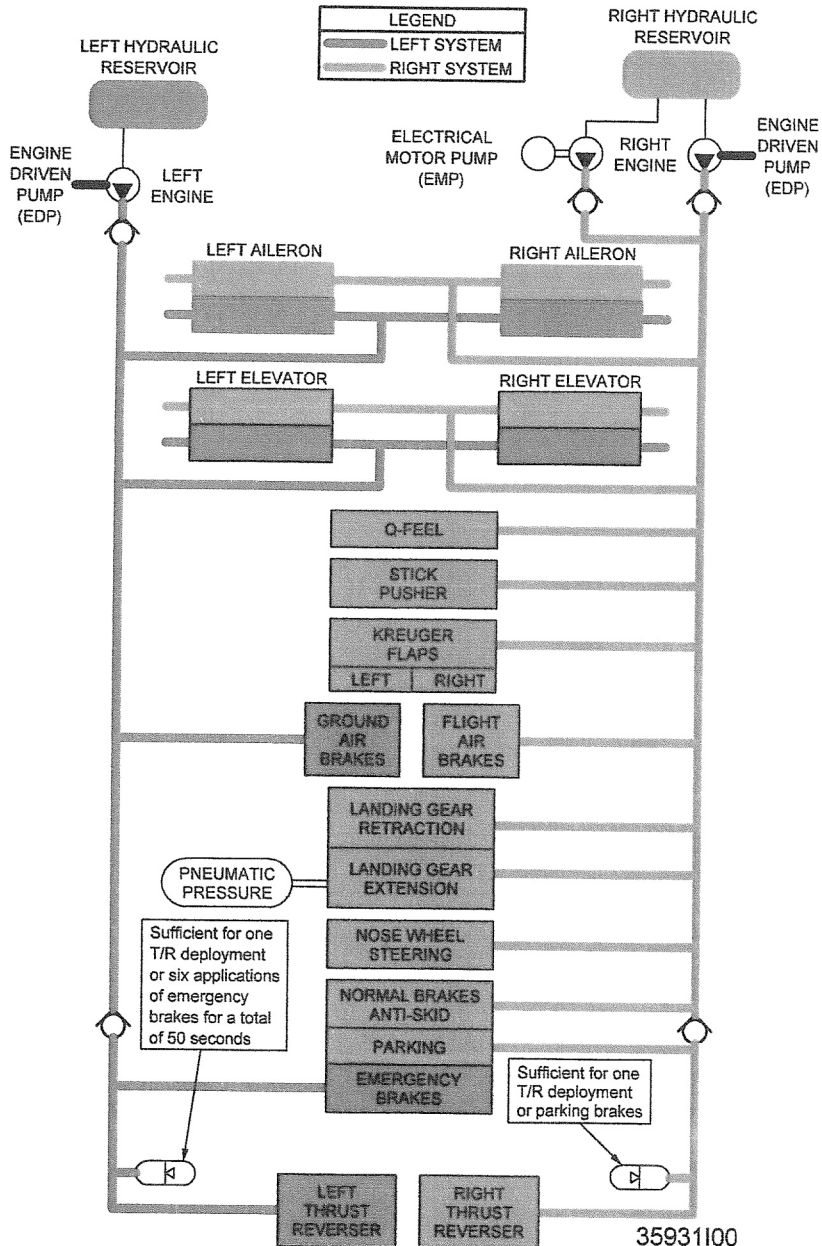 LEGEND
LEFT SYSTEM
RIGHT SYSTEM
LEFT HYDRAULIC
RESERVOIR
RIGHT HYDRAULIC
RESERVOIR
ENGINE
DRIVEN
PUMP
(EDP)
LEFT
ENGINE
ELECTRICAL
MOTOR PUMP
(EMP)
RIGHT
ENGINE
ENGINE
DRIVEN
PUMP
(EDP)
LEFT AILERON
RIGHT AILERON
LEFT ELEVATOR
RIGHT ELEVATOR
Q-FEEL
STICK
PUSHER
KREUGER
FLAPS
LEFT
RIGHT
GROUND
AIR
BRAKES
FLIGHT
AIR
BRAKES
LANDING GEAR
RETRACTION
PNEUMATIC
PRESSURE
LANDING GEAR
EXTENSION
Sufficient for one
T/R deployment
or six applications
of emergency
brakes for a total
of 50 seconds
NOSE WHEEL
STEERING
NORMAL BRAKES
ANTI-SKID
PARKING
EMERGENCY
BRAKES
Sufficient for one
T/R deployment
or parking brakes
LEFT
THRUST
REVERSER
RIGHT
THRUST
REVERSER
35931I00